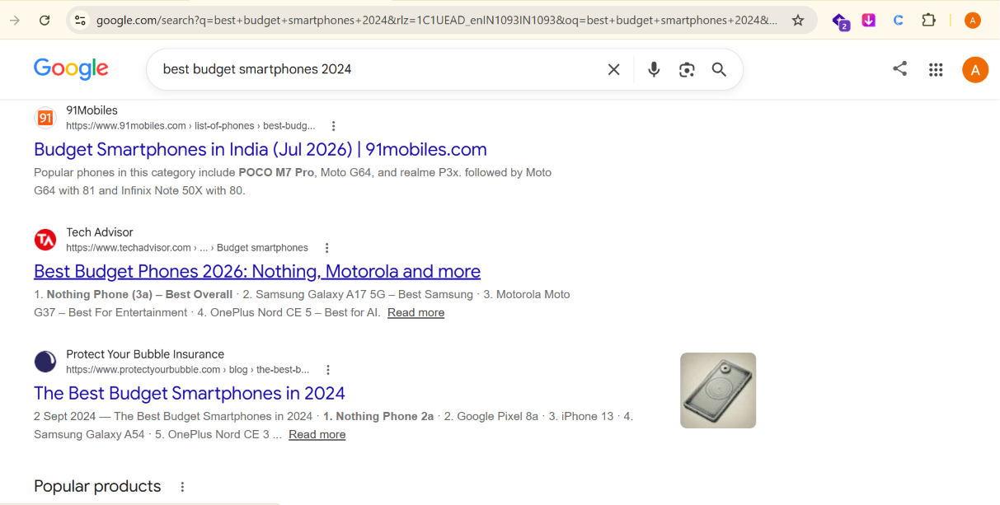 google.com/search?q=best+budget+smartphones+2024&rlz=1C1UEAD_enIN1093IN1093&oq=best+budget+smartphones+2024&...
2
C
A
Google
best budget smartphones 2024
A
91
91Mobiles
https://www.91mobiles.com › list-of-phones › best-budg...
Budget Smartphones in India (Jul 2026) | 91mobiles.com
Popular phones in this category include POCO M7 Pro, Moto G64, and realme P3x. followed by Moto
G64 with 81 and Infinix Note 50X with 80.
TA
Tech Advisor
https://www.techadvisor.com › ... › Budget smartphones
Best Budget Phones 2026: Nothing, Motorola and more
1. Nothing Phone (3a) – Best Overall · 2. Samsung Galaxy A17 5G – Best Samsung · 3. Motorola Moto
G37 – Best For Entertainment · 4. OnePlus Nord CE 5 – Best for AI. Read more
Protect Your Bubble Insurance
https://www.protectyourbubble.com › blog › the-best-b...
The Best Budget Smartphones in 2024
2 Sept 2024 — The Best Budget Smartphones in 2024 · 1. Nothing Phone 2a · 2. Google Pixel 8a · 3. iPhone 13 · 4.
Samsung Galaxy A54 · 5. OnePlus Nord CE 3 ... Read more
Popular products